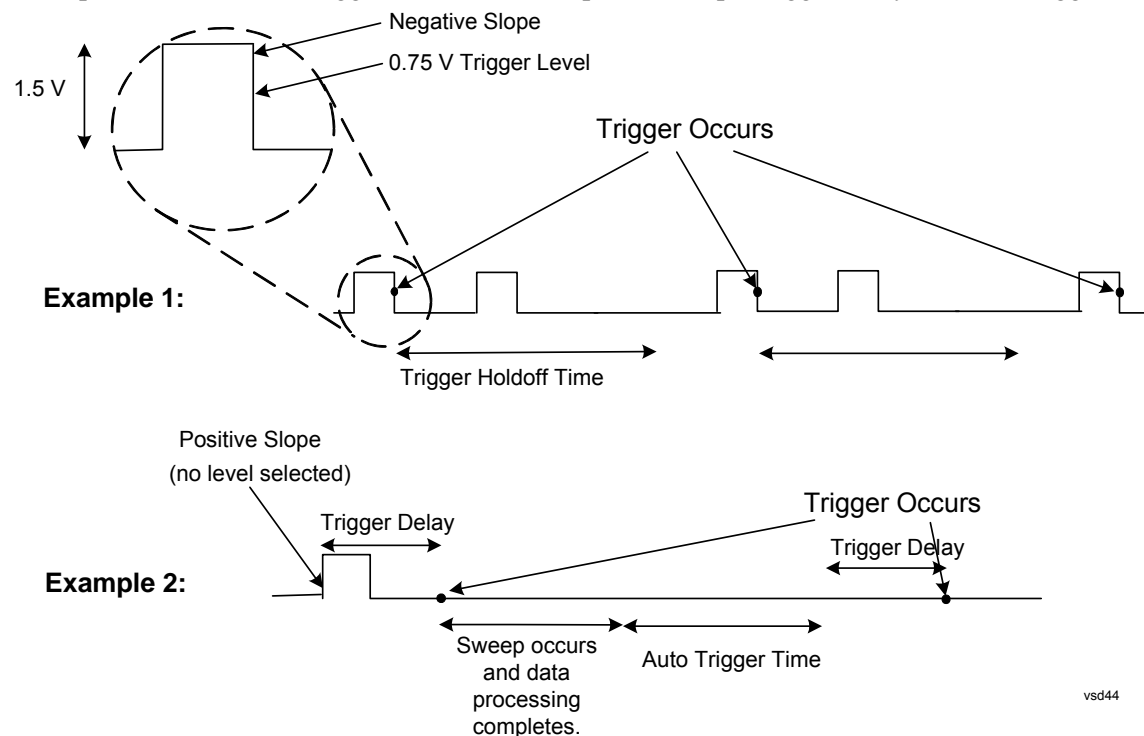 Negative Slope
1.5 V
0.75 V Trigger Level
Trigger Occurs
Example 1:
Trigger Holdoff Time
Positive Slope
(no level selected)
Trigger Delay
Trigger Occurs
Trigger Delay
Example 2:
Sweep occurs
and data
processing
completes.
Auto Trigger Time
vsd44